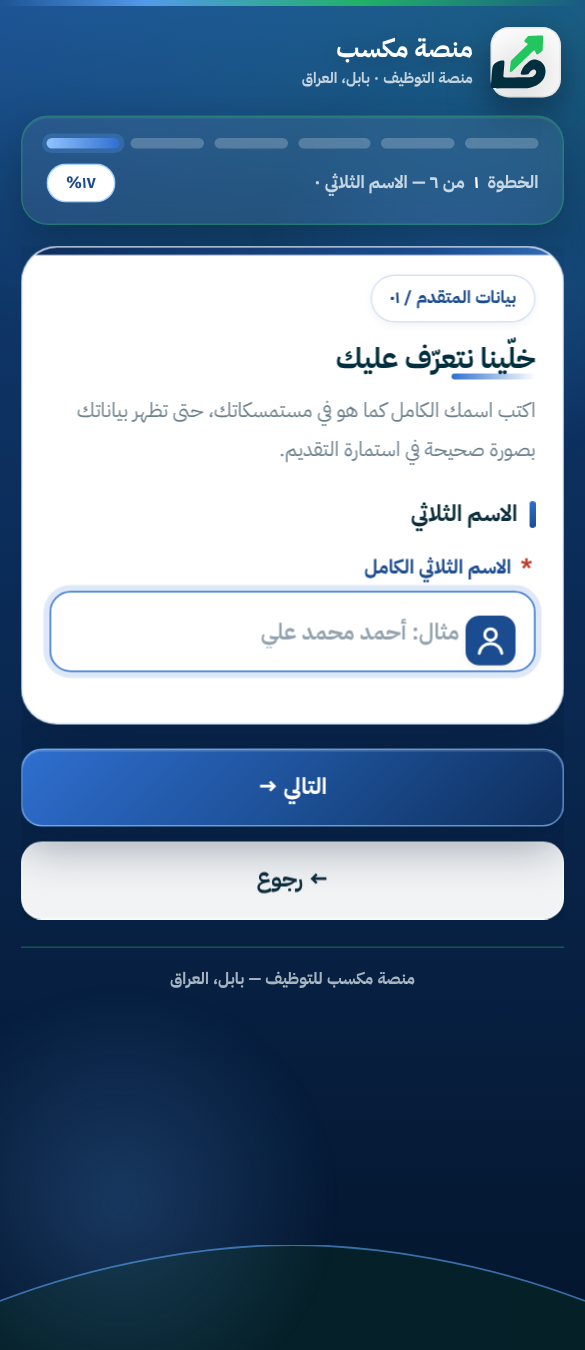 منصة مكسب
منصة التوظيف · بابل، العراق
الخطوة ١ من ٦ — الاسم الثلاثي ·
١٧%
بيانات المتقدم / ٠١
خلّينا نتعرّف عليك
اكتب اسمك الكامل كما هو في مستمسكاتك، حتى تظهر بياناتك
بصورة صحيحة في استمارة التقديم.
الاسم الثلاثي
* الاسم الثلاثي الكامل
مثال: أحمد محمد علي
التالي →
← رجوع
منصة مكسب للتوظيف — بابل، العراق